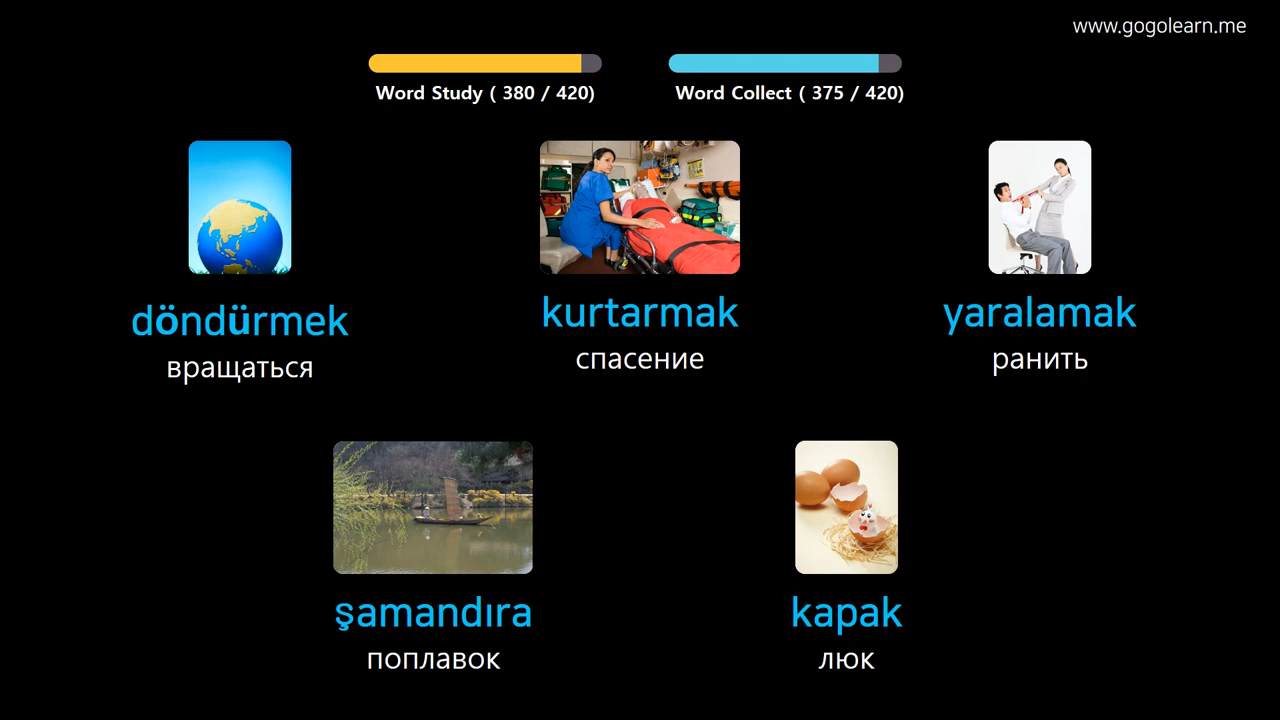 www.gogolearn.me
Word Study ( 380 / 420)
Word Collect ( 375 / 420)
döndürmek
вращаться
kurtarmak
спасение
yaralamak
ранить
şamandıra
поплавок
kapak
люк